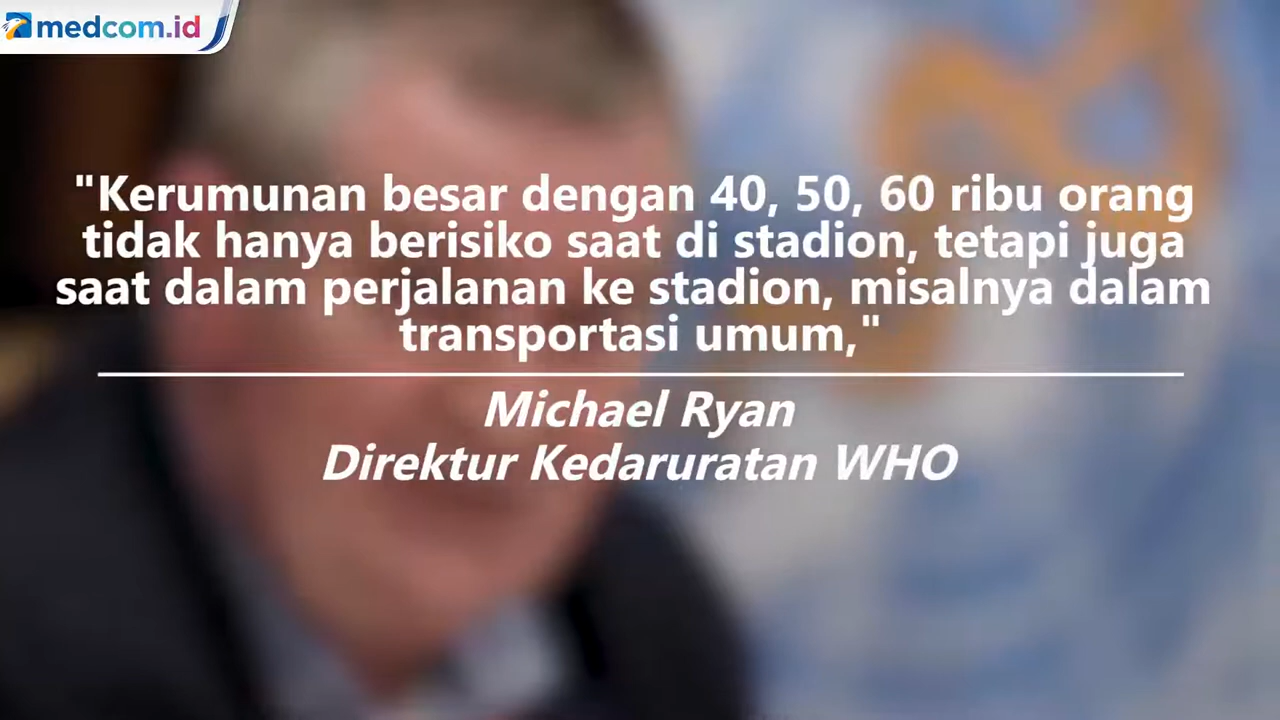 medcom.id
"Kerumunan besar dengan 40, 50, 60 ribu orang
tidak hanya berisiko saat di stadion, tetapi juga
saat dalam perjalanan ke stadion, misalnya dalam
transportasi umum,"
Michael Ryan
Direktur Kedaruratan WHO